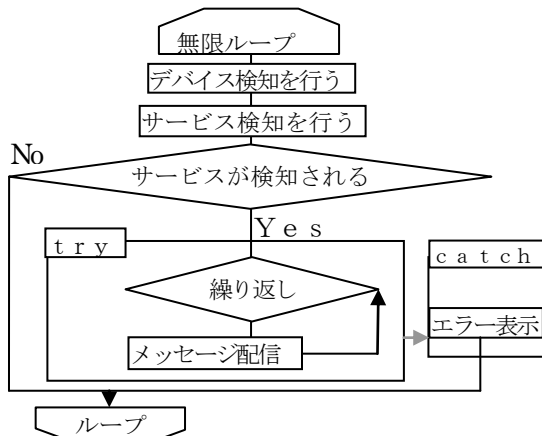 無限ループ
デバイス検知を行う
サービス検知を行う
No
サービスが検知される
Ｙｅｓ
ｔｒｙ
ｃａｔｃｈ
繰り返し
エラー表示
メッセージ配信
ループ